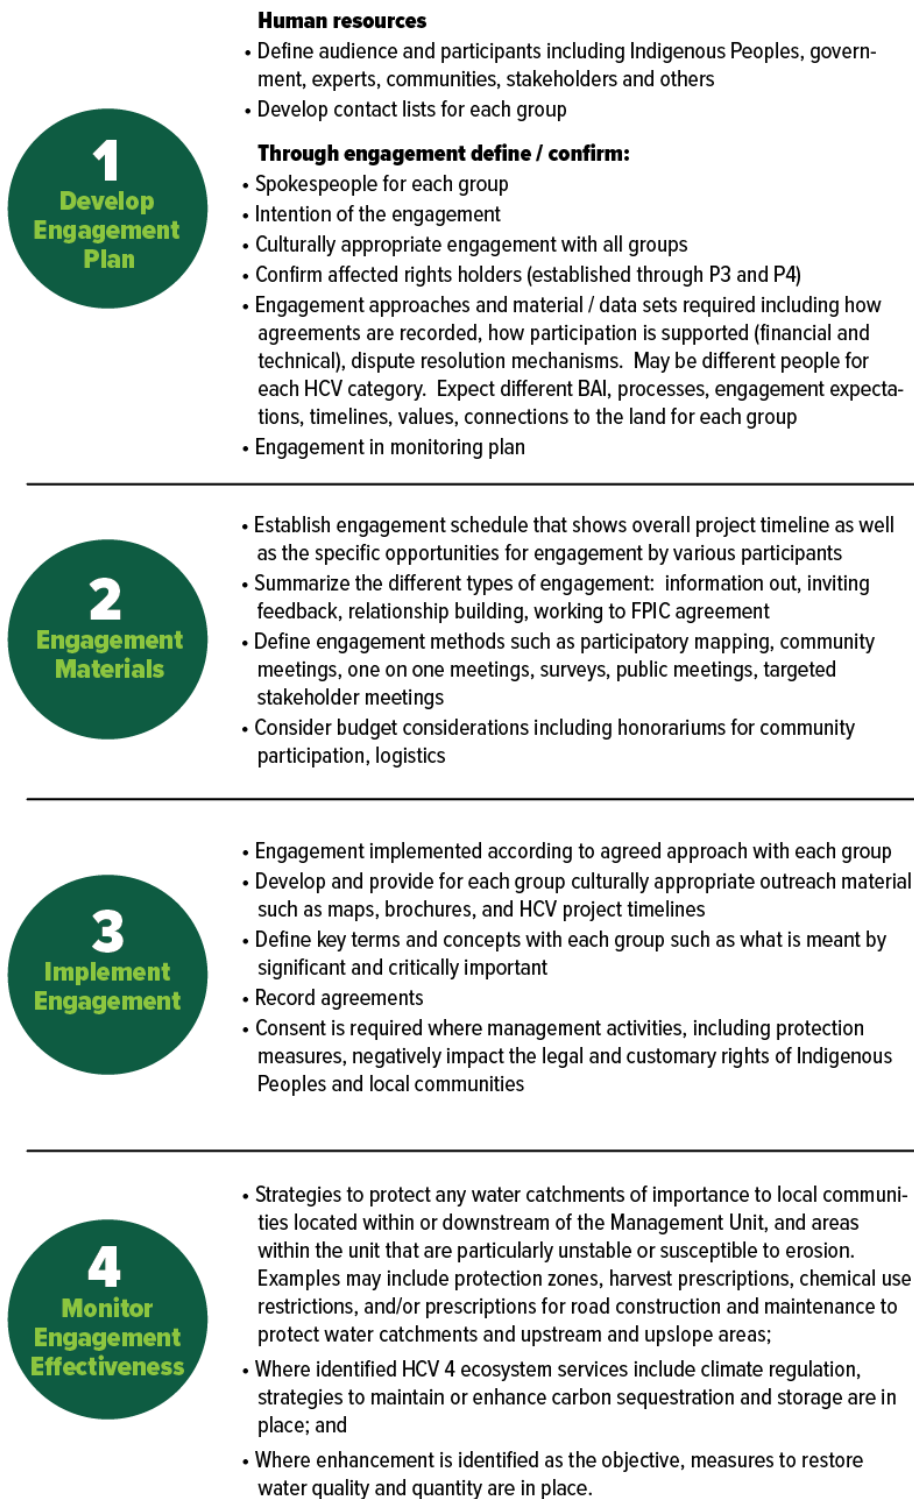 Human resources
• Define audience and participants including Indigenous Peoples, govern-
ment, experts, communities, stakeholders and others
• Develop contact lists for each group
1
Develop
Engagement
Plan
Through engagement define / confirm:
• Spokespeople for each group
• Intention of the engagement
• Culturally appropriate engagement with all groups
• Confirm affected rights holders (established through P3 and P4)
• Engagement approaches and material / data sets required including how
agreements are recorded, how participation is supported (financial and
technical), dispute resolution mechanisms. May be different people for
each HCV category. Expect different BAI, processes, engagement expecta-
tions, timelines, values, connections to the land for each group
• Engagement in monitoring plan
2
Engagement
Materials
• Establish engagement schedule that shows overall project timeline as well
as the specific opportunities for engagement by various participants
• Summarize the different types of engagement: information out, inviting
feedback, relationship building, working to FPIC agreement
• Define engagement methods such as participatory mapping, community
meetings, one on one meetings, surveys, public meetings, targeted
stakeholder meetings
• Consider budget considerations including honorariums for community
participation, logistics
3
Implement
Engagement
• Engagement implemented according to agreed approach with each group
• Develop and provide for each group culturally appropriate outreach material
such as maps, brochures, and HCV project timelines
• Define key terms and concepts with each group such as what is meant by
significant and critically important
• Record agreements
• Consent is required where management activities, including protection
measures, negatively impact the legal and customary rights of Indigenous
Peoples and local communities
4
Monitor
Engagement
Effectiveness
• Strategies to protect any water catchments of importance to local communi-
ties located within or downstream of the Management Unit, and areas
within the unit that are particularly unstable or susceptible to erosion.
Examples may include protection zones, harvest prescriptions, chemical use
restrictions, and/or prescriptions for road construction and maintenance to
protect water catchments and upstream and upslope areas;
• Where identified HCV 4 ecosystem services include climate regulation,
strategies to maintain or enhance carbon sequestration and storage are in
place; and
• Where enhancement is identified as the objective, measures to restore
water quality and quantity are in place.